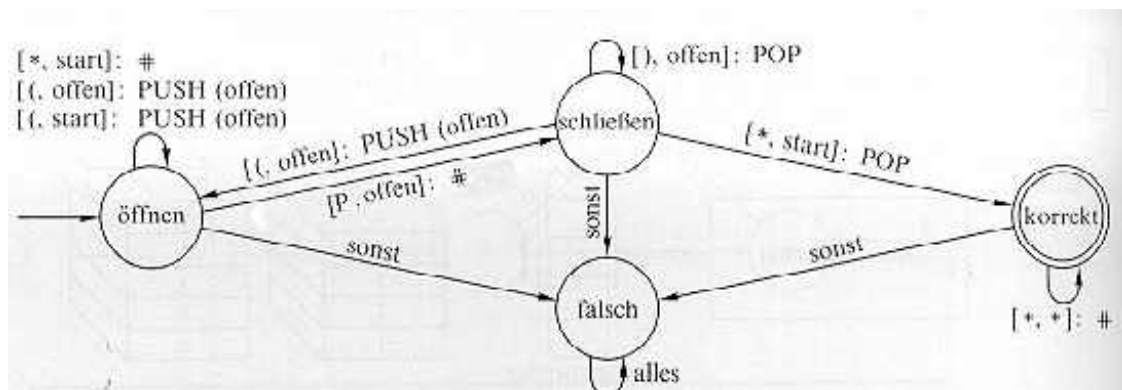 [*, start]: #
[(, offen]: PUSH (offen)
[(, start]: PUSH (offen)
[), offen]: POP
schließen
[(, offen]: PUSH (offen)
[P, offen]: #
[*, start]: POP
öffnen
sonst
sonst
sonst
korrekt
falsch
[*, *]: #
alles